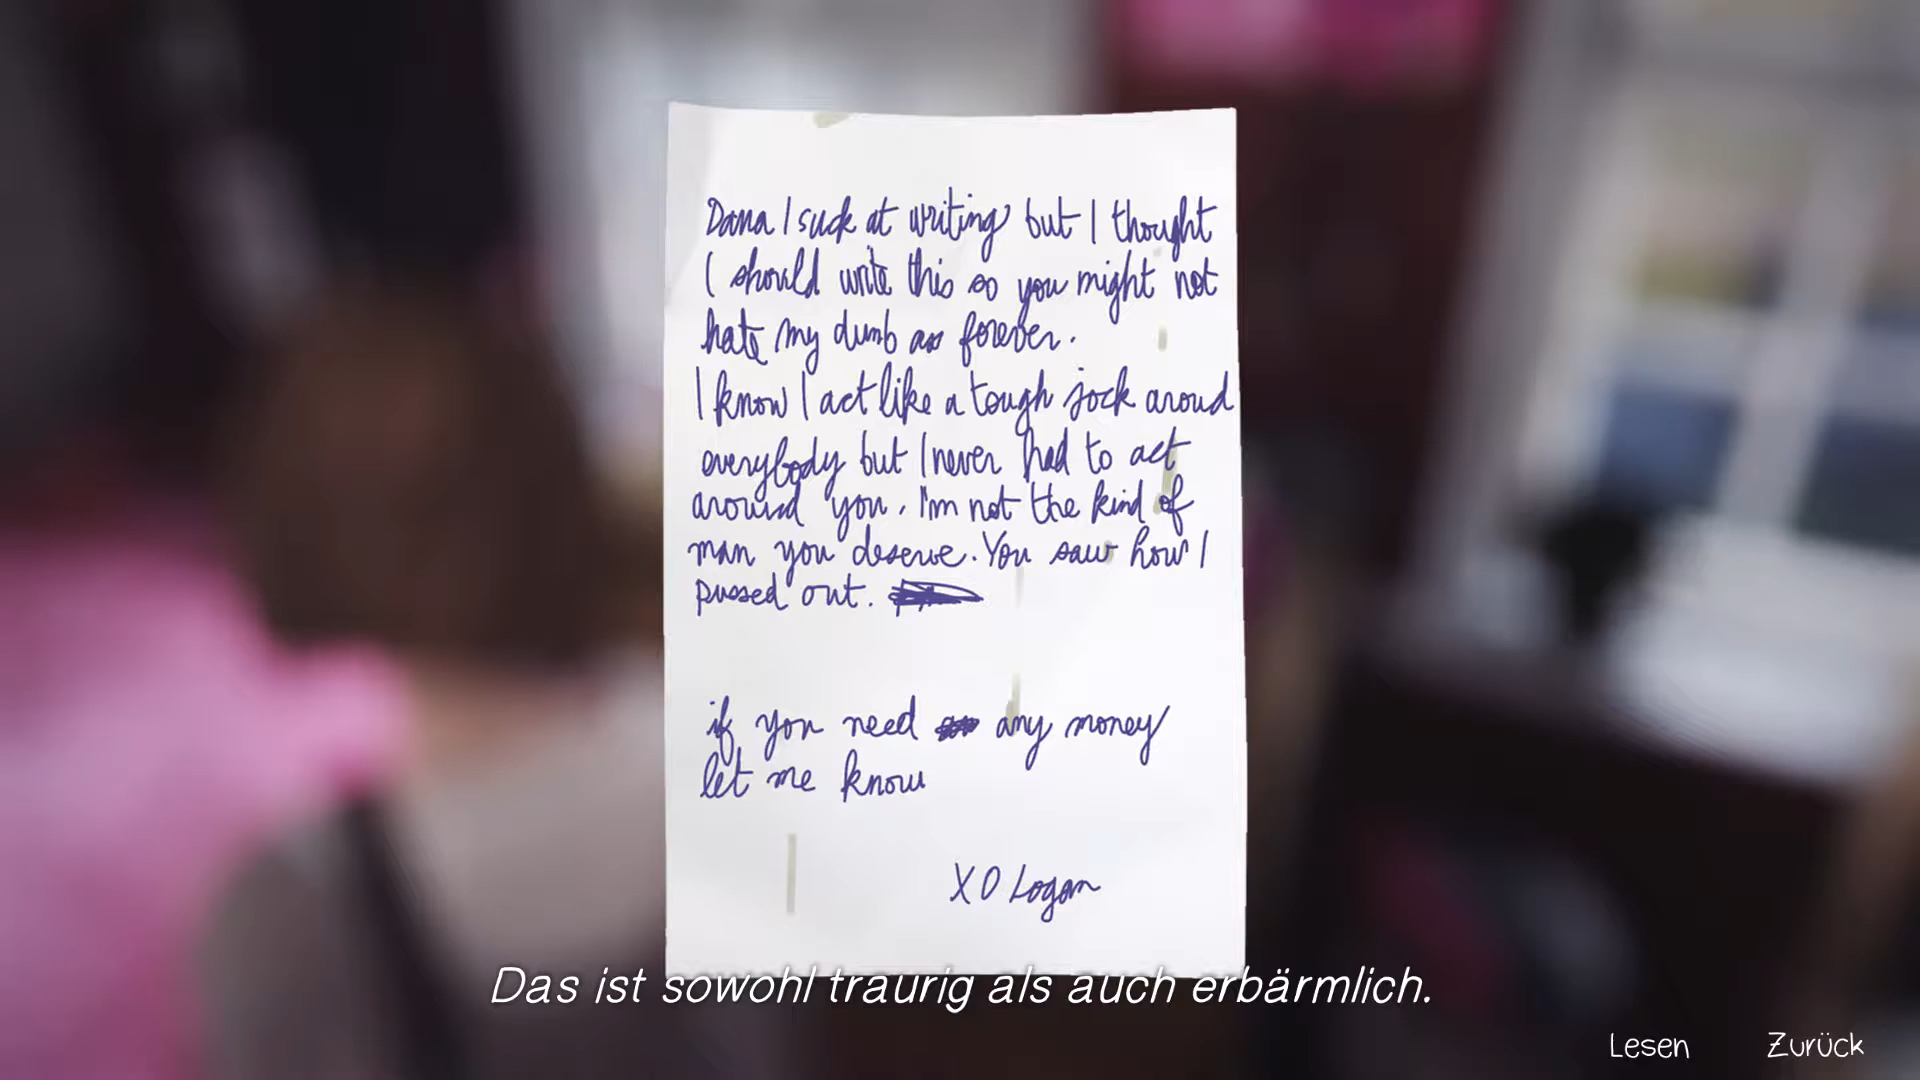 Dana I suck at writing but I thought
I should write this so you might not
hate my dumb ass forever.
I know I act like a tough jock aroud
everybody but I never had to act
around you. I'm not the kind of
man you deserve. You saw how I
pussed out.
if you need any money
let me know
XO Logan
Das ist sowohl traurig als auch erbärmlich.
Lesen Zurück